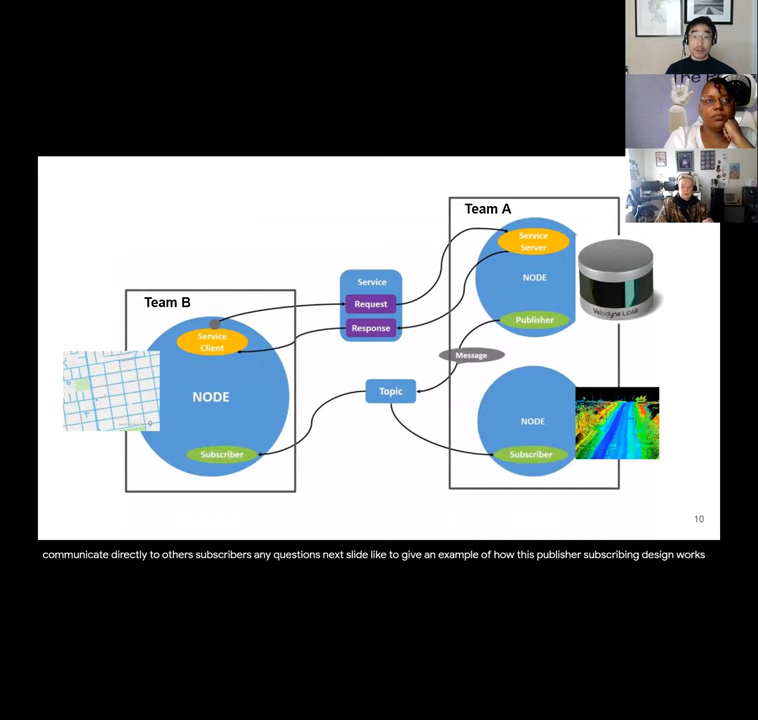 The
Team A
Service
Server
NODE
Velodyne LiDAR
Publisher
Service
Request
Response
Team B
Service
Client
NODE
Message
Topic
NODE
Subscriber
Subscriber
10
communicate directly to others subscribers any questions next slide like to give an example of how this publisher subscribing design works